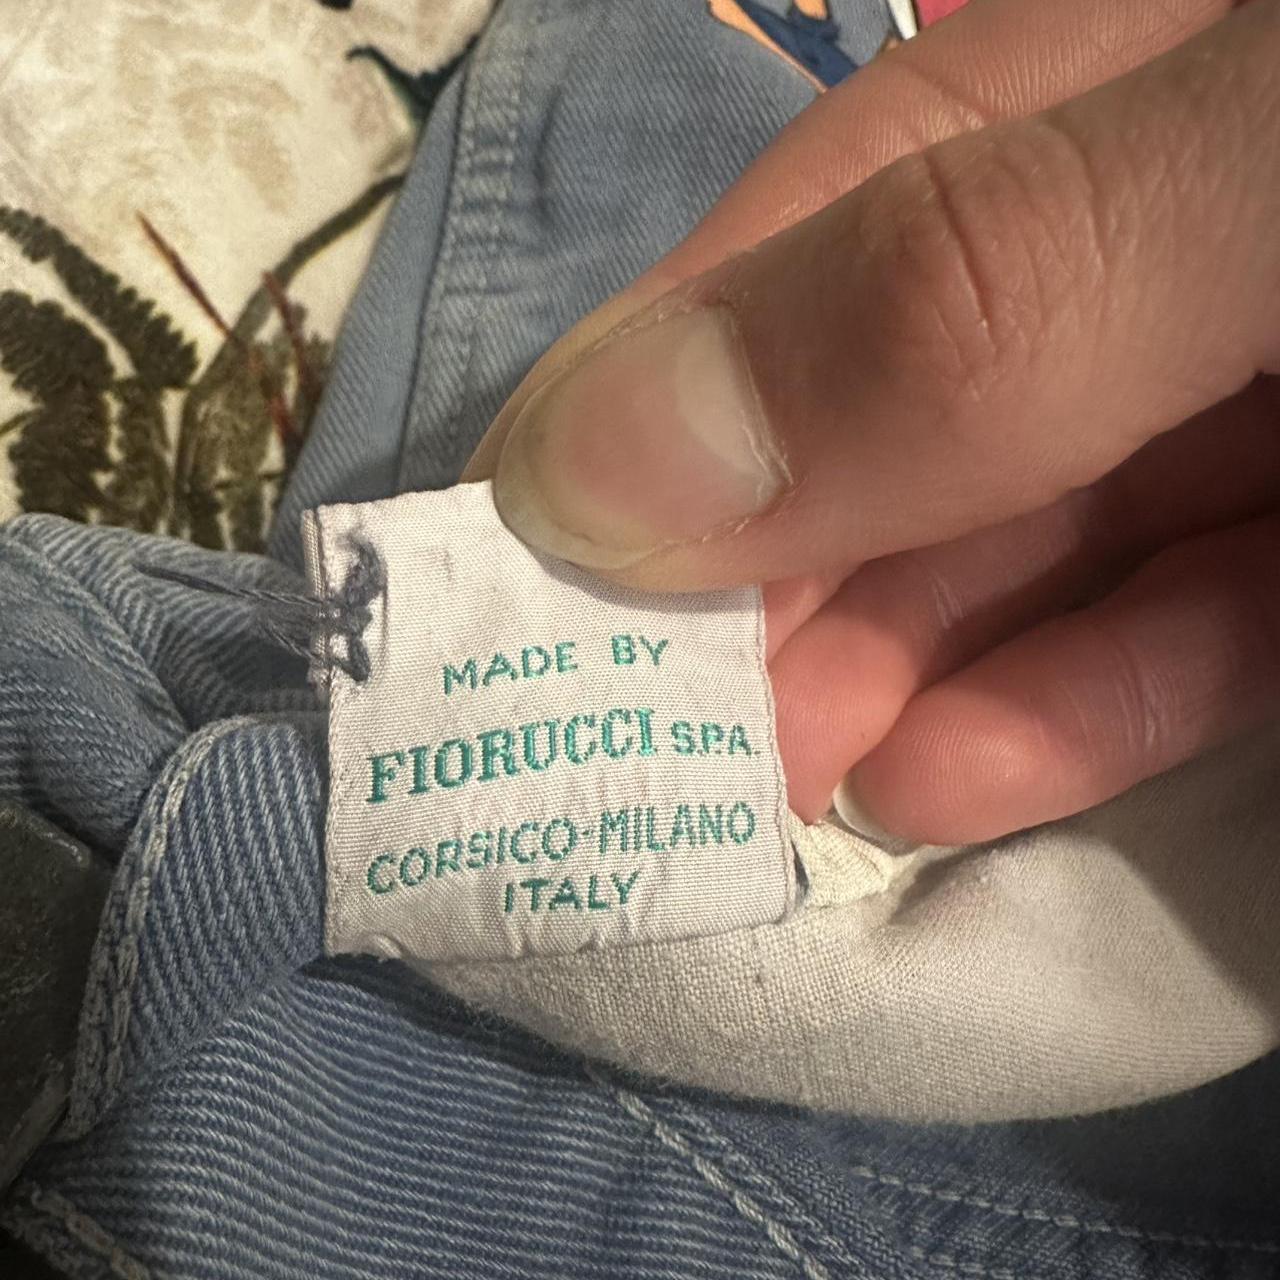 MADE BY
FIORUCCI S.P.A.
CORSICO-MILANO
ITALY